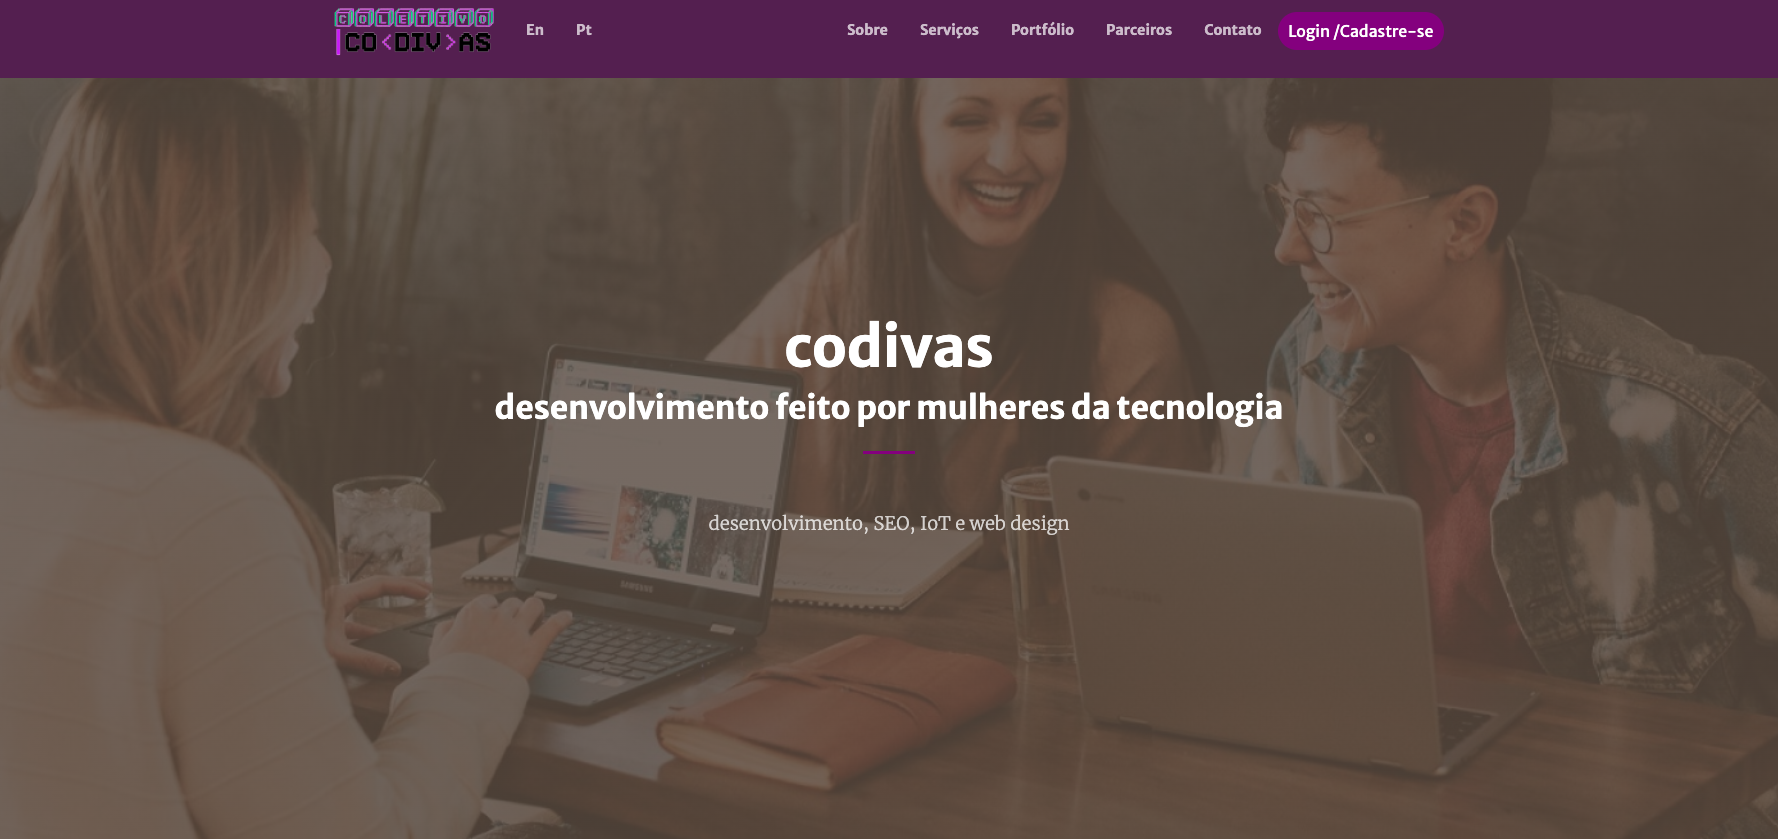 COLETIVO
CO<DIV>AS
En Pt Sobre Serviços Portfólio Parceiros Contato Login /Cadastre-se
codivas
desenvolvimento feito por mulheres da tecnologia
desenvolvimento, SEO, IoT e web design
SAMSUNG